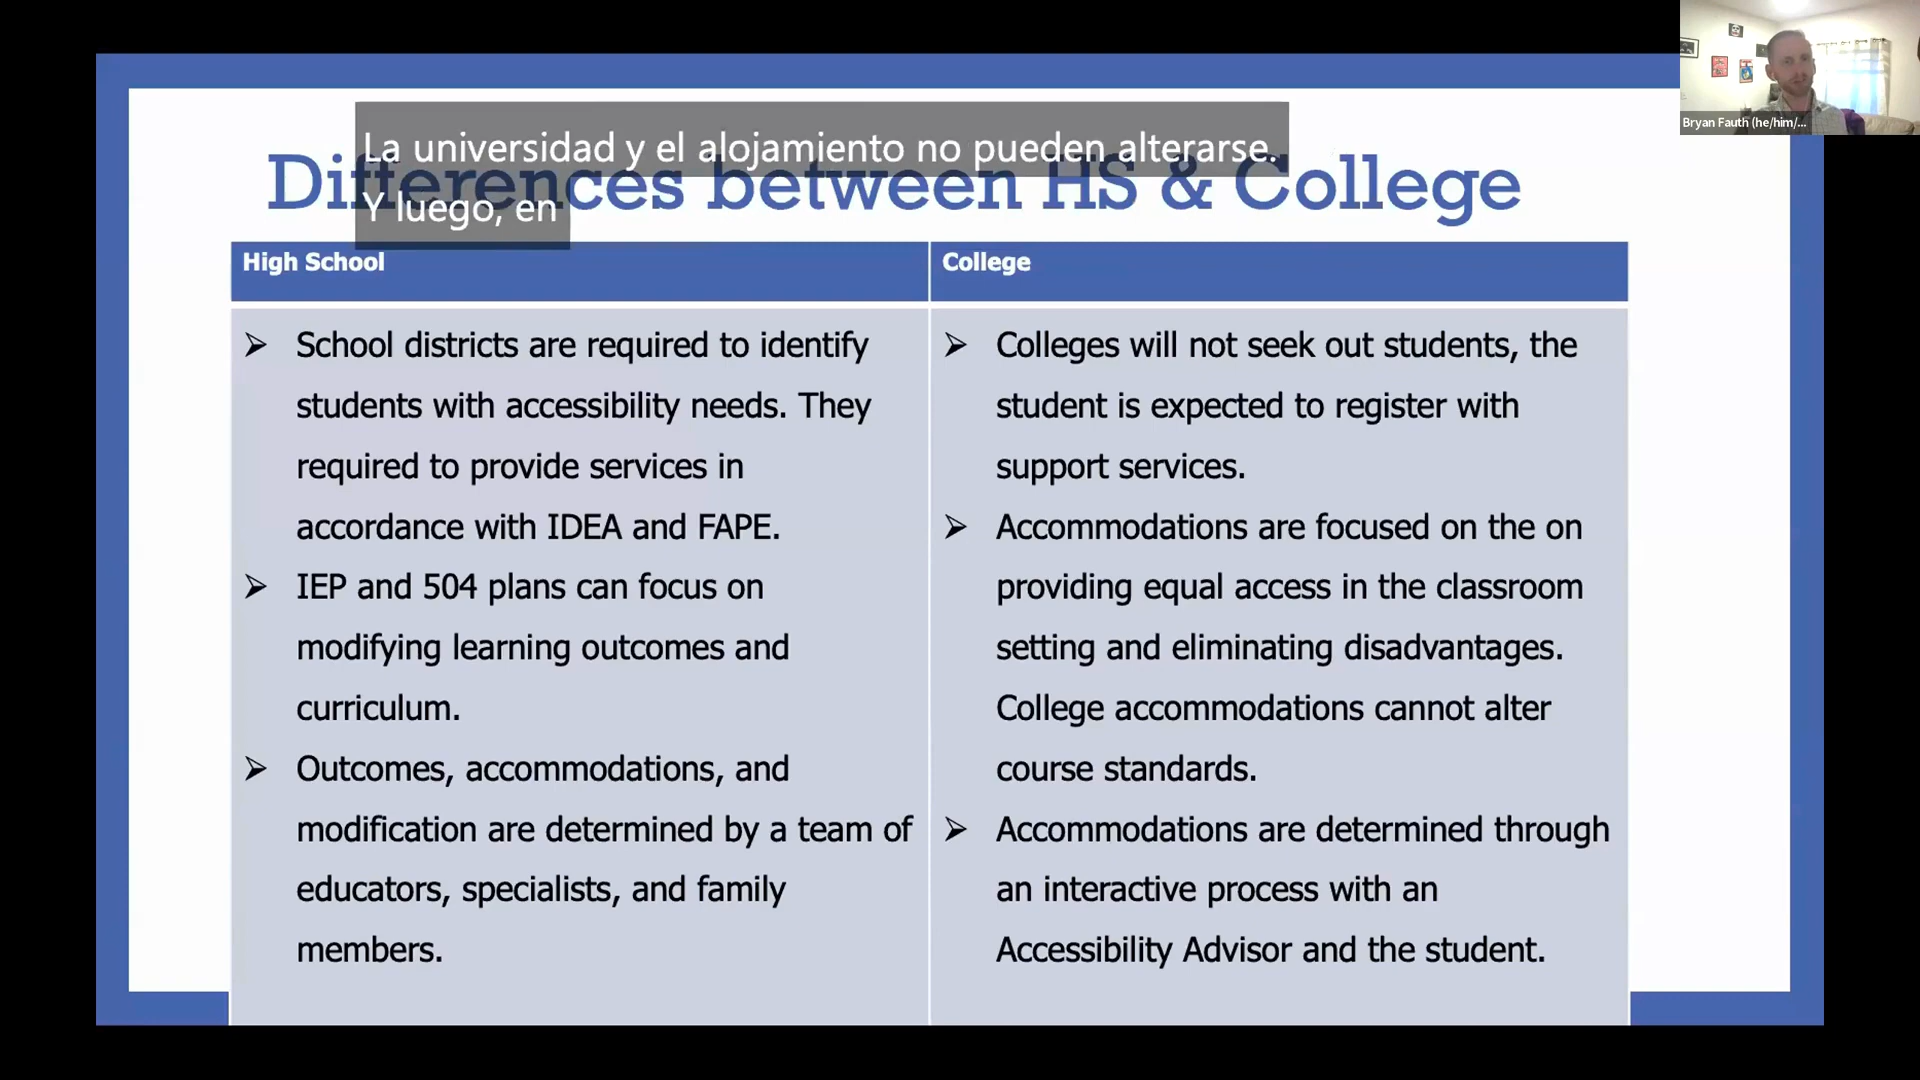 Bryan Fauth (he/him/...
La universidad y el alojamiento no pueden alterarse.
Y luego, en
Differences between HS & College
High School
College
➢ School districts are required to identify
students with accessibility needs. They
required to provide services in
accordance with IDEA and FAPE.
➢ IEP and 504 plans can focus on
modifying learning outcomes and
curriculum.
➢ Outcomes, accommodations, and
modification are determined by a team of
educators, specialists, and family
members.
➢ Colleges will not seek out students, the
student is expected to register with
support services.
➢ Accommodations are focused on the on
providing equal access in the classroom
setting and eliminating disadvantages.
College accommodations cannot alter
course standards.
➢ Accommodations are determined through
an interactive process with an
Accessibility Advisor and the student.